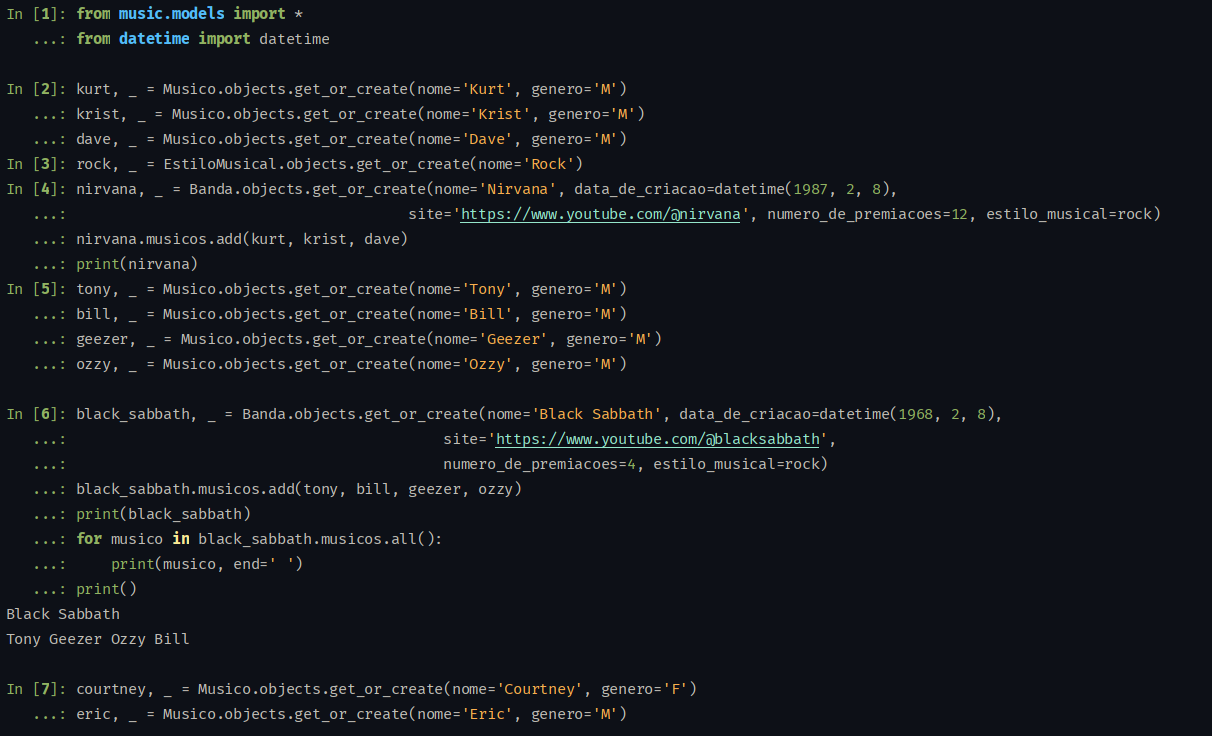 In [1]: from music.models import *
   ...: from datetime import datetime

In [2]: kurt, _ = Musico.objects.get_or_create(nome='Kurt', genero='M')
   ...: krist, _ = Musico.objects.get_or_create(nome='Krist', genero='M')
   ...: dave, _ = Musico.objects.get_or_create(nome='Dave', genero='M')
In [3]: rock, _ = EstiloMusical.objects.get_or_create(nome='Rock')
In [4]: nirvana, _ = Banda.objects.get_or_create(nome='Nirvana', data_de_criacao=datetime(1987, 2, 8),
   ...:                                       site='https://www.youtube.com/@nirvana', numero_de_premiacoes=12, estilo_musical=rock)
   ...: nirvana.musicos.add(kurt, krist, dave)
   ...: print(nirvana)
In [5]: tony, _ = Musico.objects.get_or_create(nome='Tony', genero='M')
   ...: bill, _ = Musico.objects.get_or_create(nome='Bill', genero='M')
   ...: geezer, _ = Musico.objects.get_or_create(nome='Geezer', genero='M')
   ...: ozzy, _ = Musico.objects.get_or_create(nome='Ozzy', genero='M')

In [6]: black_sabbath, _ = Banda.objects.get_or_create(nome='Black Sabbath', data_de_criacao=datetime(1968, 2, 8),
   ...:                                           site='https://www.youtube.com/@blacksabbath',
   ...:                                           numero_de_premiacoes=4, estilo_musical=rock)
   ...: black_sabbath.musicos.add(tony, bill, geezer, ozzy)
   ...: print(black_sabbath)
   ...: for musico in black_sabbath.musicos.all():
   ...:     print(musico, end=' ')
   ...: print()
Black Sabbath
Tony Geezer Ozzy Bill

In [7]: courtney, _ = Musico.objects.get_or_create(nome='Courtney', genero='F')
   ...: eric, _ = Musico.objects.get_or_create(nome='Eric', genero='M')